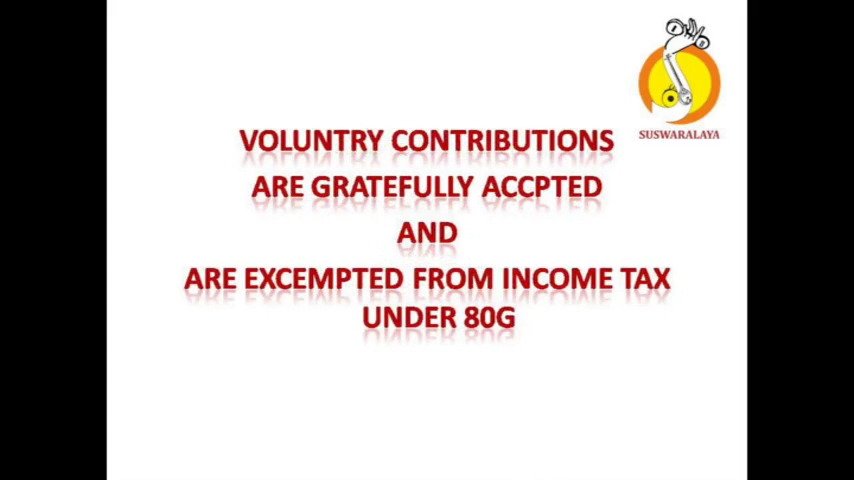 SUSWARALAYA
VOLUNTRY CONTRIBUTIONS
ARE GRATEFULLY ACCPTED
AND
ARE EXCEMPTED FROM INCOME TAX
UNDER 80G